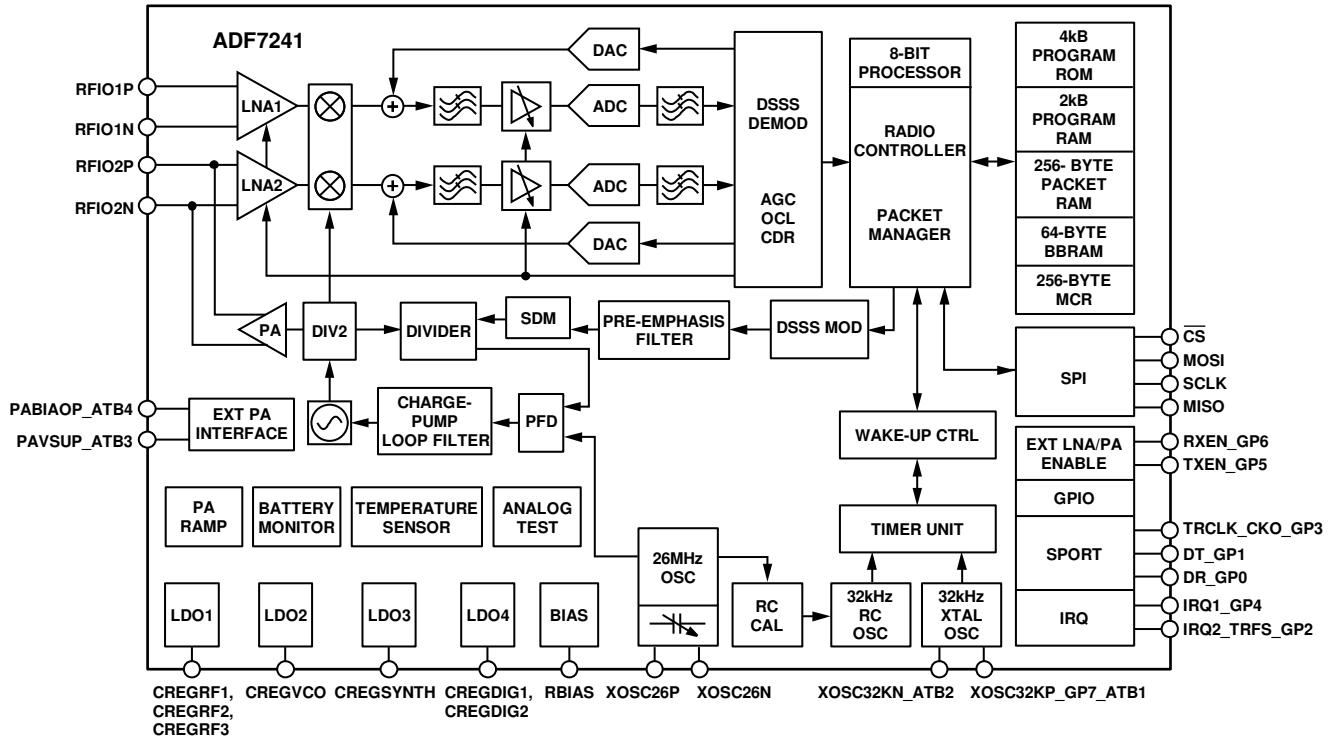 ADF7241
RFIO1P
RFIO1N
RFIO2P
RFIO2N
LNA1
LNA2
DAC
ADC
ADC
DAC
DSSS
DEMOD
AGC
OCL
CDR
8-BIT
PROCESSOR
RADIO
CONTROLLER
PACKET
MANAGER
4kB
PROGRAM
ROM
2kB
PROGRAM
RAM
256- BYTE
PACKET
RAM
64-BYTE
BBRAM
256-BYTE
MCR
PA
DIV2
DIVIDER
SDM
PRE-EMPHASIS
FILTER
DSSS MOD
SPI
CS
MOSI
SCLK
MISO
PABIAOP_ATB4
PAVSUP_ATB3
EXT PA
INTERFACE
CHARGE-
PUMP
LOOP FILTER
PFD
WAKE-UP CTRL
EXT LNA/PA
ENABLE
GPIO
SPORT
IRQ
RXEN_GP6
TXEN_GP5
TRCLK_CKO_GP3
DT_GP1
DR_GP0
IRQ1_GP4
IRQ2_TRFS_GP2
PA
RAMP
BATTERY
MONITOR
TEMPERATURE
SENSOR
ANALOG
TEST
TIMER UNIT
26MHz
OSC
LDO1
LDO2
LDO3
LDO4
BIAS
RC
CAL
32kHz
RC
OSC
32kHz
XTAL
OSC
CREGRF1,
CREGRF2,
CREGRF3
CREGVCO
CREGSYNTH
CREGDIG1,
CREGDIG2
RBIAS
XOSC26P
XOSC26N
XOSC32KN_ATB2
XOSC32KP_GP7_ATB1